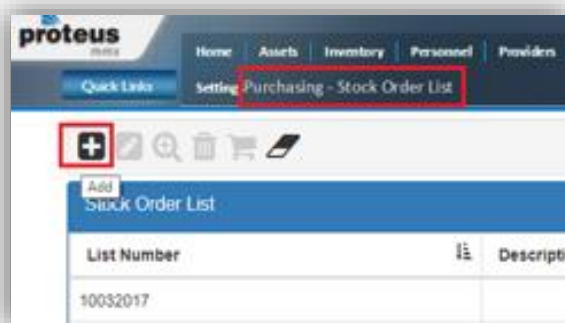 proteus
mmx
Home Assets Inventory Personnel Providers
Quick Links Setting Purchasing - Stock Order List
Add
Stock Order List
List Number Descripti
10032017